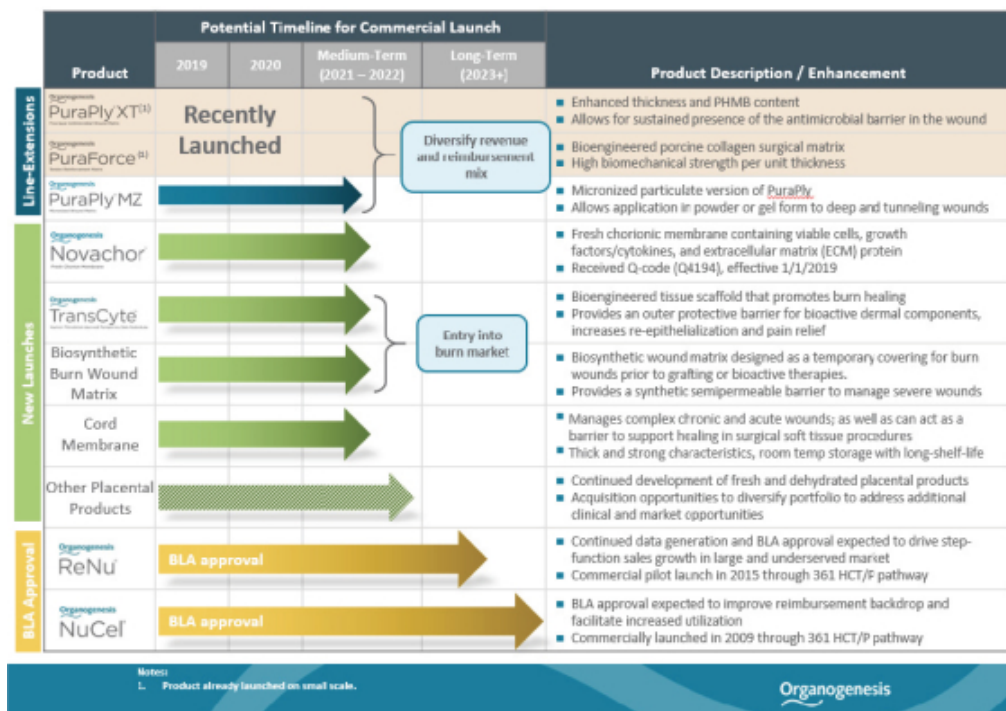 Potential Timeline for Commercial Launch
Product
2019
2020
Medium-Term
(2021 – 2022)
Long-Term
(2023+)
Product Description / Enhancement
Line-Extensions
Organogenesis
PuraPly XT(1)
Recently
Launched
Enhanced thickness and PHMB content
Allows for sustained presence of the antimicrobial barrier in the wound
Organogenesis
PuraForce(1)
Bioengineered porcine collagen surgical matrix
High biomechanical strength per unit thickness
Diversify revenue
and reimbursement
mix
Organogenesis
PuraPly MZ
Micronized particulate version of PuraPly
Allows application in powder or gel form to deep and tunneling wounds
New Launches
Organogenesis
Novachor
Fresh chorionic membrane containing viable cells, growth
factors/cytokines, and extracellular matrix (ECM) protein
Received Q-code (Q4194), effective 1/1/2019
Organogenesis
TransCyte
Bioengineered tissue scaffold that promotes burn healing
Provides an outer protective barrier for bioactive dermal components,
increases re-epithelialization and pain relief
Entry into
burn market
Biosynthetic
Burn Wound
Matrix
Biosynthetic wound matrix designed as a temporary covering for burn
wounds prior to grafting or bioactive therapies.
Provides a synthetic semipermeable barrier to manage severe wounds
Cord
Membrane
Manages complex chronic and acute wounds; as well as can act as a
barrier to support healing in surgical soft tissue procedures
Thick and strong characteristics, room temp storage with long-shelf-life
Other Placental
Products
Continued development of fresh and dehydrated placental products
Acquisition opportunities to diversify portfolio to address additional
clinical and market opportunities
BLA Approval
Organogenesis
ReNu
BLA approval
Continued data generation and BLA approval expected to drive step-
function sales growth in large and underserved market
Commercial pilot launch in 2015 through 361 HCT/P pathway
Organogenesis
NuCel
BLA approval
BLA approval expected to improve reimbursement backdrop and
facilitate increased utilization
Commercially launched in 2009 through 361 HCT/P pathway
Notes:
1. Product already launched on small scale.
Organogenesis